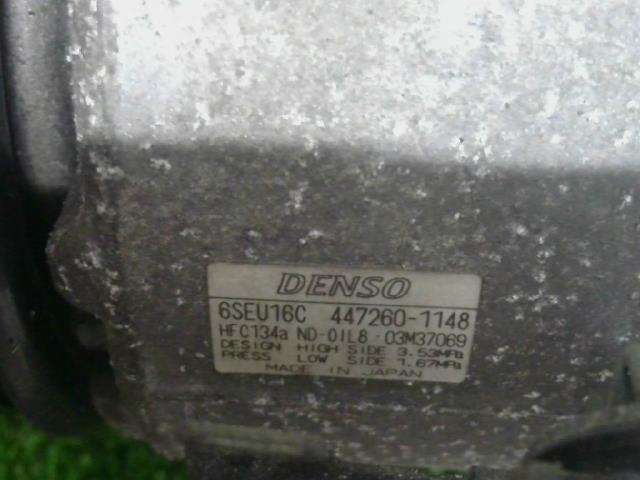 DENSO
6SEU16C 447260-1148
HFC134a ND-OIL8 03M37069
DESIGN HIGH SIDE 3.53MPa
PRESS LOW SIDE 1.67MPa
MADE IN JAPAN